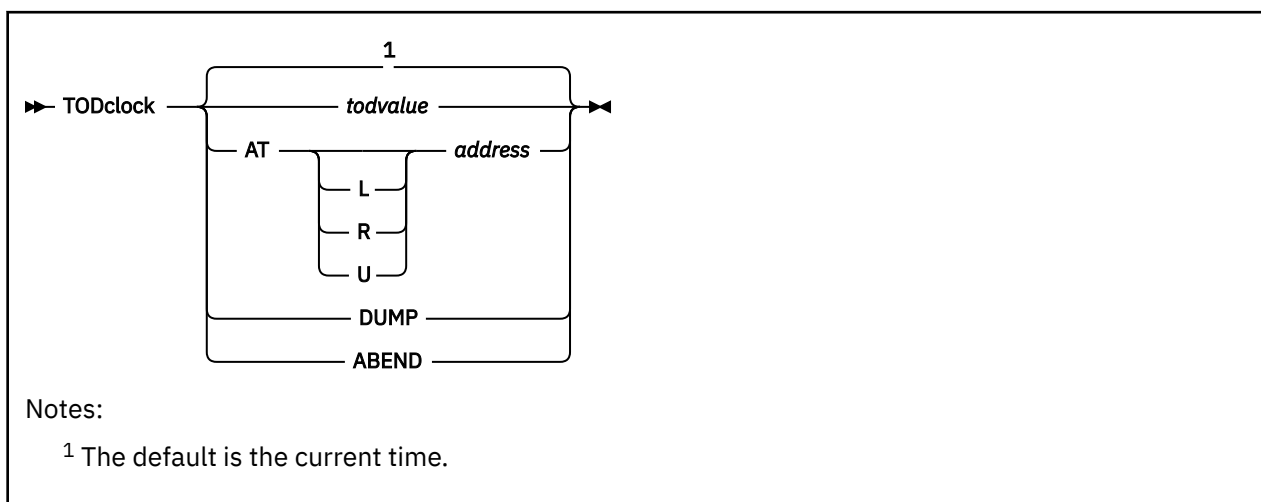 1
TODclock todvalue
AT address
L
R
U
DUMP
ABEND
Notes:
1 The default is the current time.